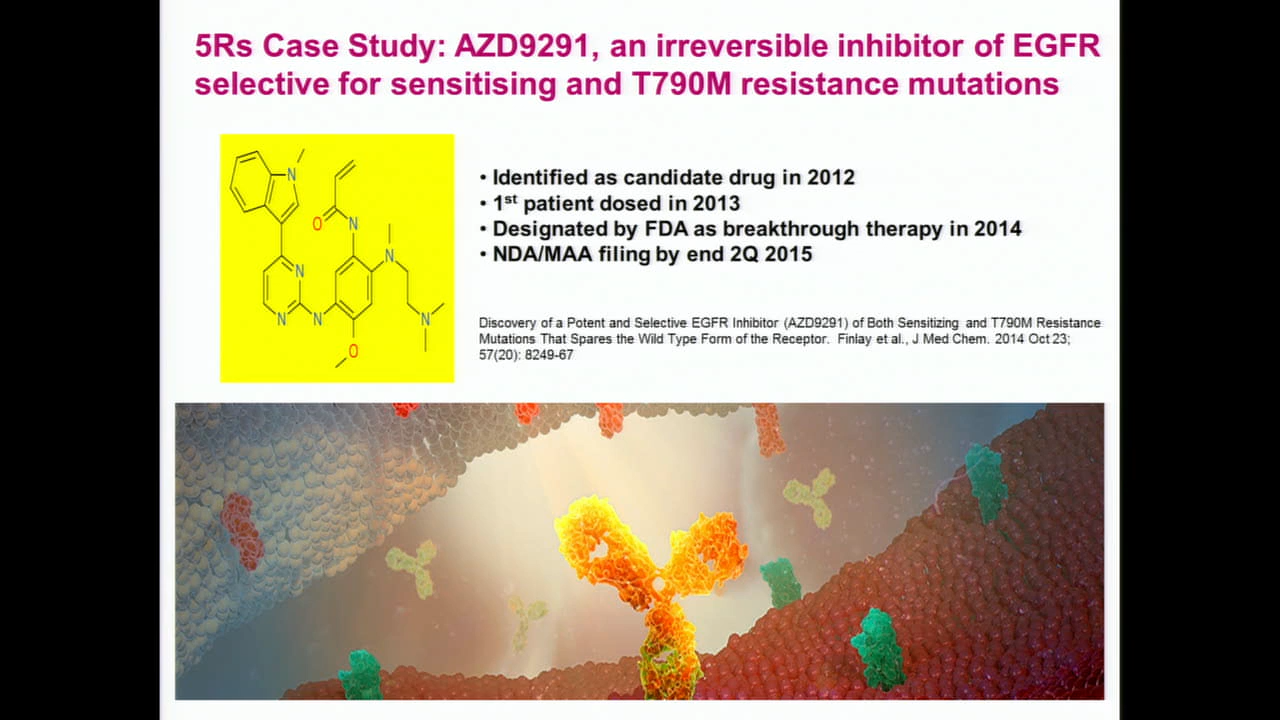 5Rs Case Study: AZD9291, an irreversible inhibitor of EGFR
selective for sensitising and T790M resistance mutations
• Identified as candidate drug in 2012
• 1st patient dosed in 2013
• Designated by FDA as breakthrough therapy in 2014
• NDA/MAA filing by end 2Q 2015
N
O
N
N
N
N
N
N
O
Discovery of a Potent and Selective EGFR Inhibitor (AZD9291) of Both Sensitizing and T790M Resistance
Mutations That Spares the Wild Type Form of the Receptor. Finlay et al., J Med Chem. 2014 Oct 23;
57(20): 8249-67